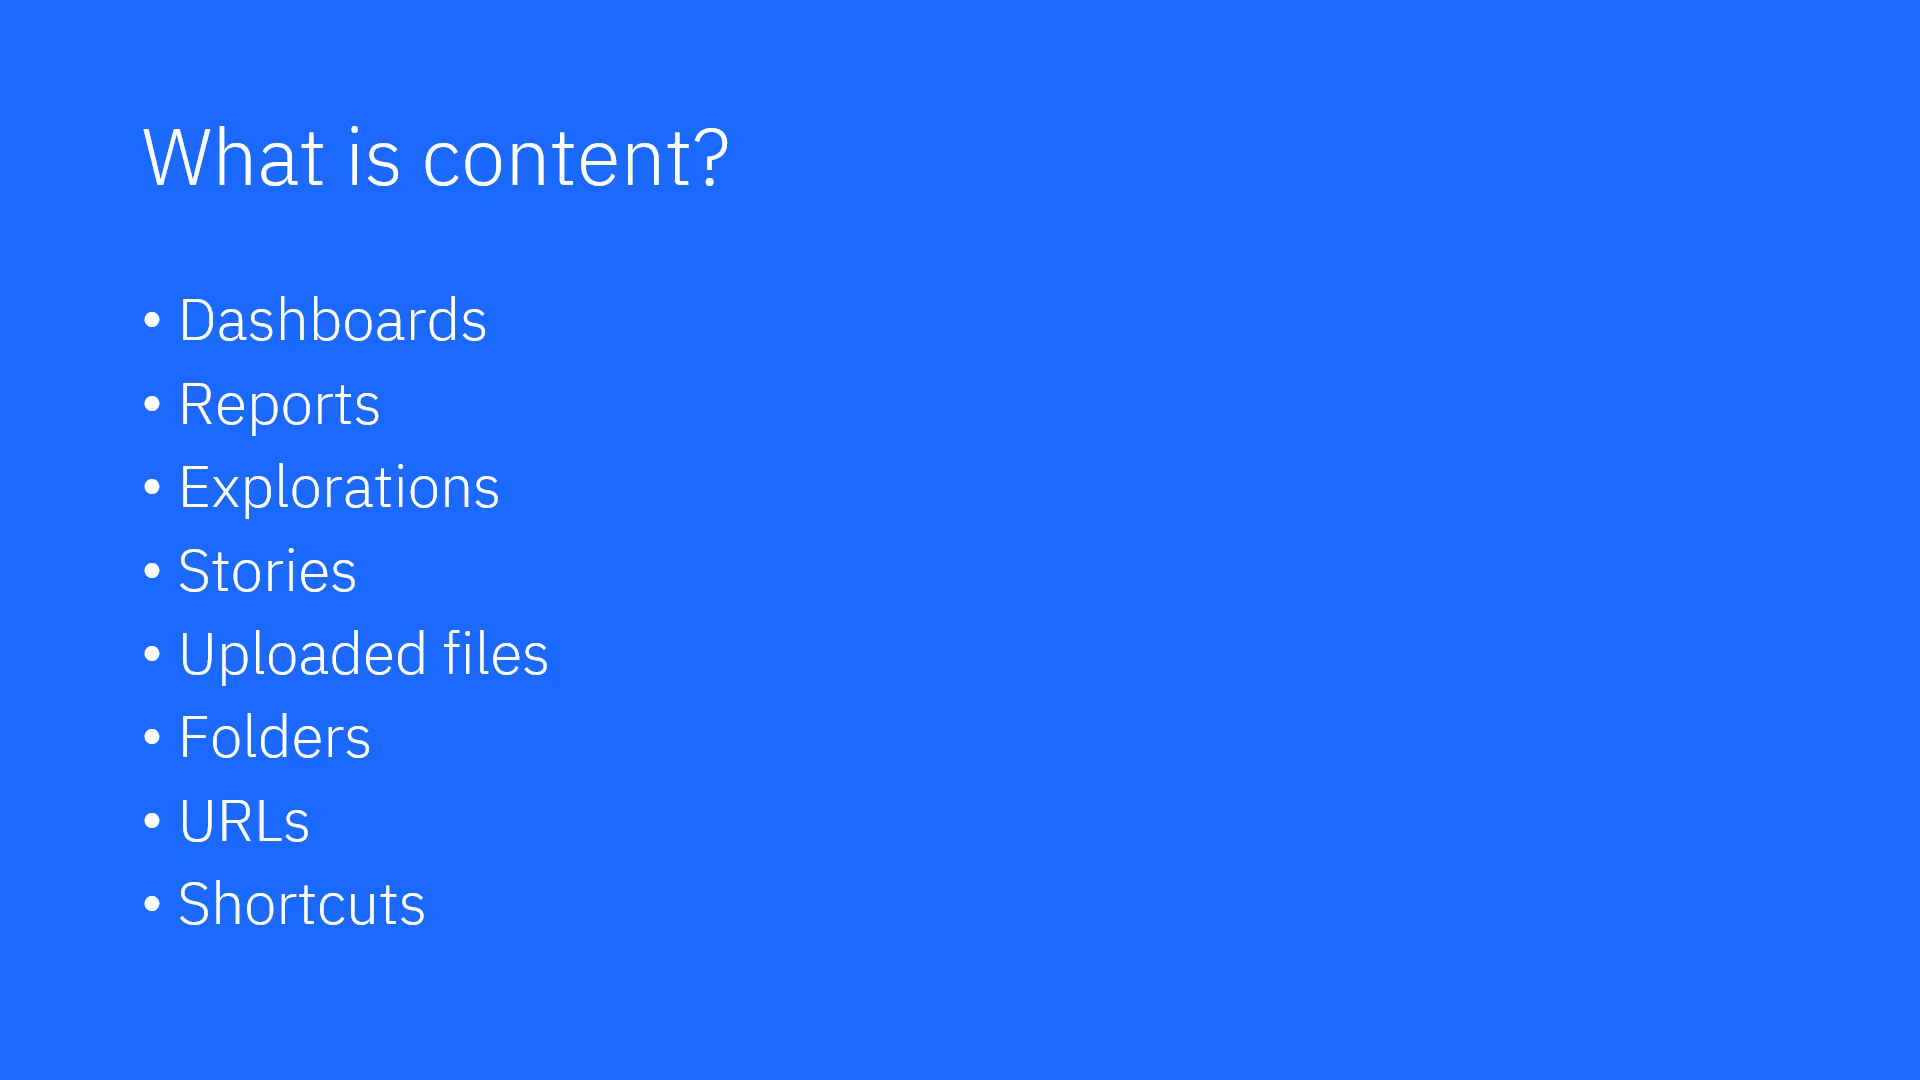 What is content?
• Dashboards
• Reports
• Explorations
• Stories
• Uploaded files
• Folders
• URLs
• Shortcuts